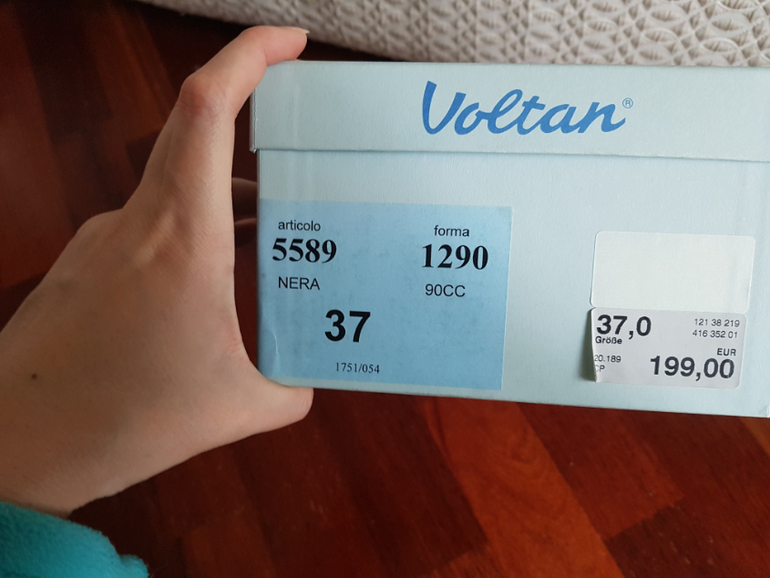 Voltan®
articolo
5589
NERA
forma
1290
90CC
37
1751/054
37,0
Größe
121 38 219
416 352 01
20.189
CP
EUR
199,00